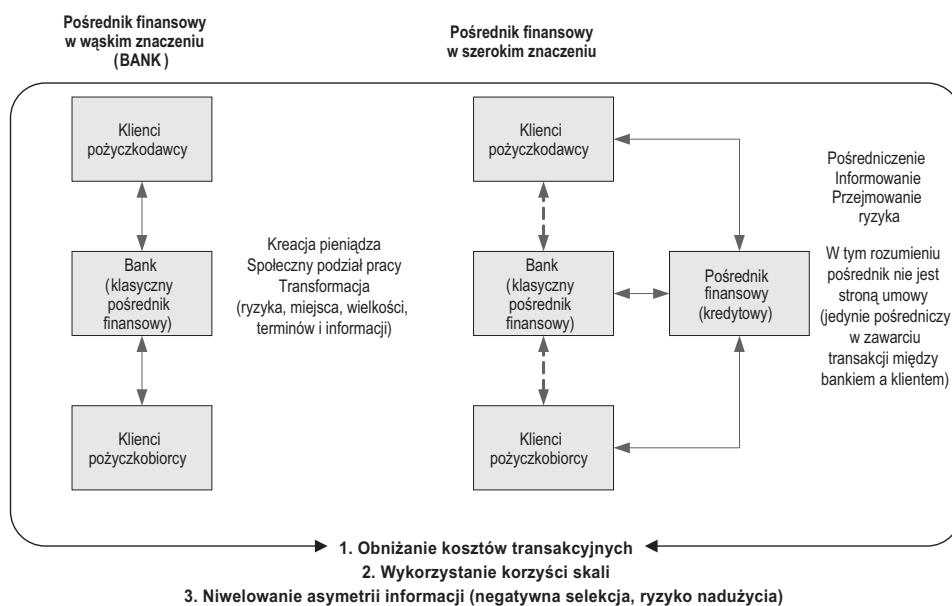 Pośrednik finansowy
w wąskim znaczeniu
(BANK )
Pośrednik finansowy
w szerokim znaczeniu
Klienci
pożyczkodawcy
Bank
(klasyczny
pośrednik
finansowy)
Klienci
pożyczkobiorcy
Kreacja pieniądza
Społeczny podział pracy
Transformacja
(ryzyka, miejsca, wielkości,
terminów i informacji)
Klienci
pożyczkodawcy
Bank
(klasyczny
pośrednik
finansowy)
Klienci
pożyczkobiorcy
Pośrednik
finansowy
(kredytowy)
Pośredniczenie
Informowanie
Przejmowanie
ryzyka
W tym rozumieniu
pośrednik nie jest
stroną umowy
(jedynie pośredniczy
w zawarciu
transakcji między
bankiem a klientem)
1. Obniżanie kosztów transakcyjnych
2. Wykorzystanie korzyści skali
3. Niwelowanie asymetrii informacji (negatywna selekcja, ryzyko nadużycia)